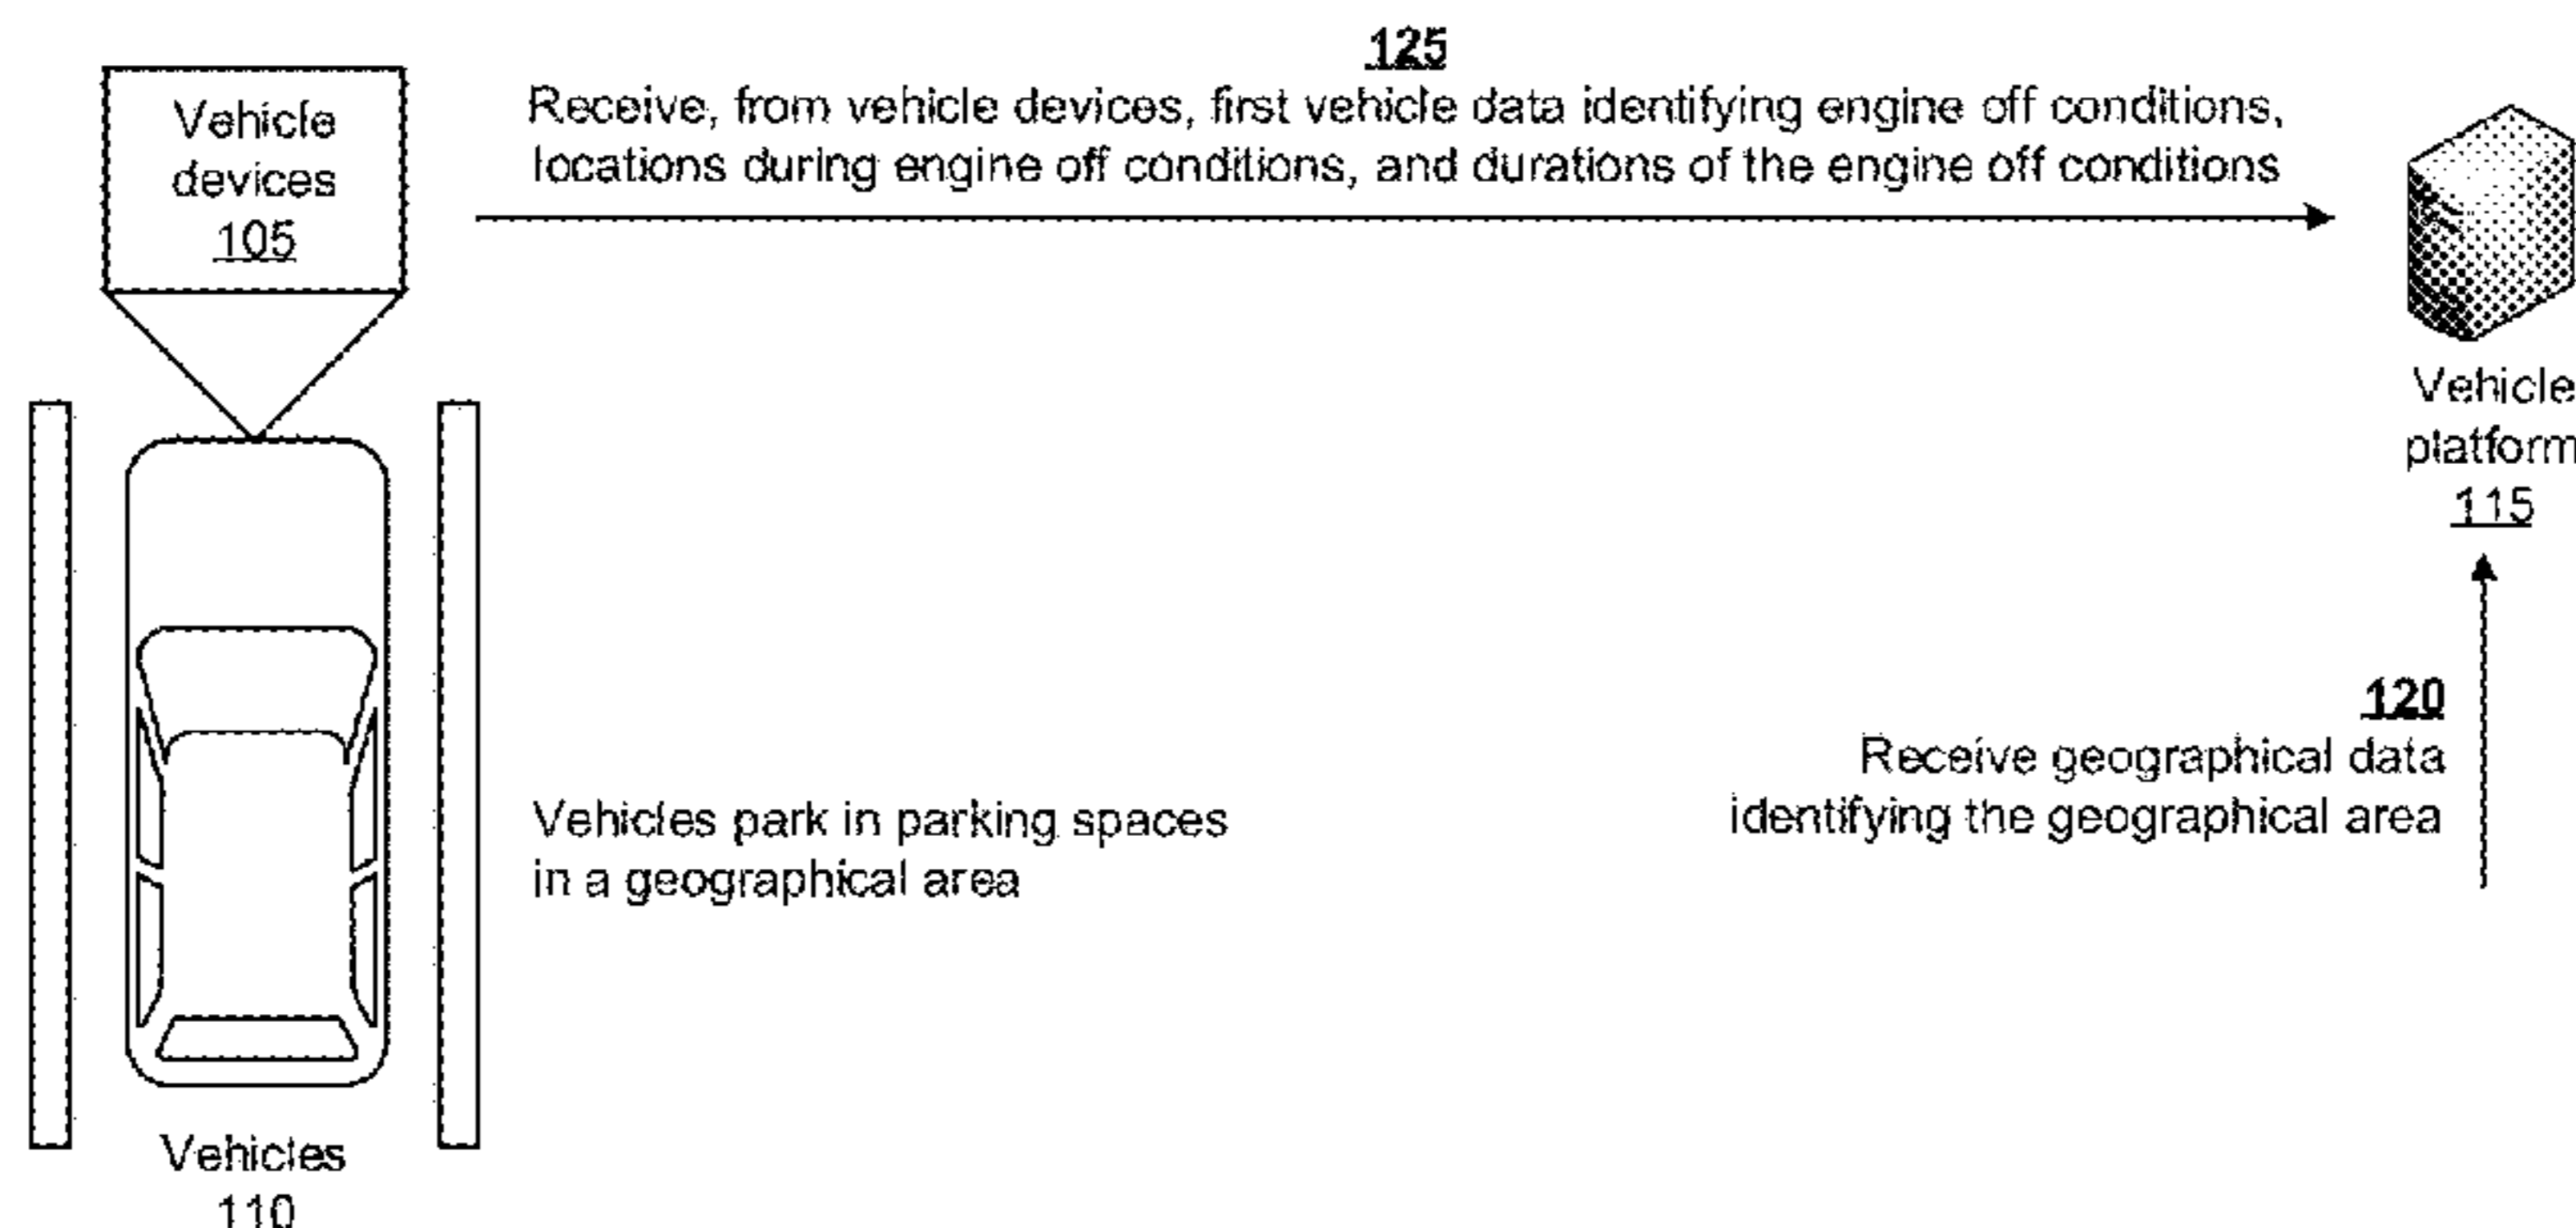 125
Receive, from vehicle devices, first vehicle data identifying engine off conditions,
locations during engine off conditions, and durations of the engine off conditions
Vehicle
devices
105
Vehicle
platform
115
120
Receive geographical data
identifying the geographical area
Vehicles park in parking spaces
in a geographical area
Vehicles
110